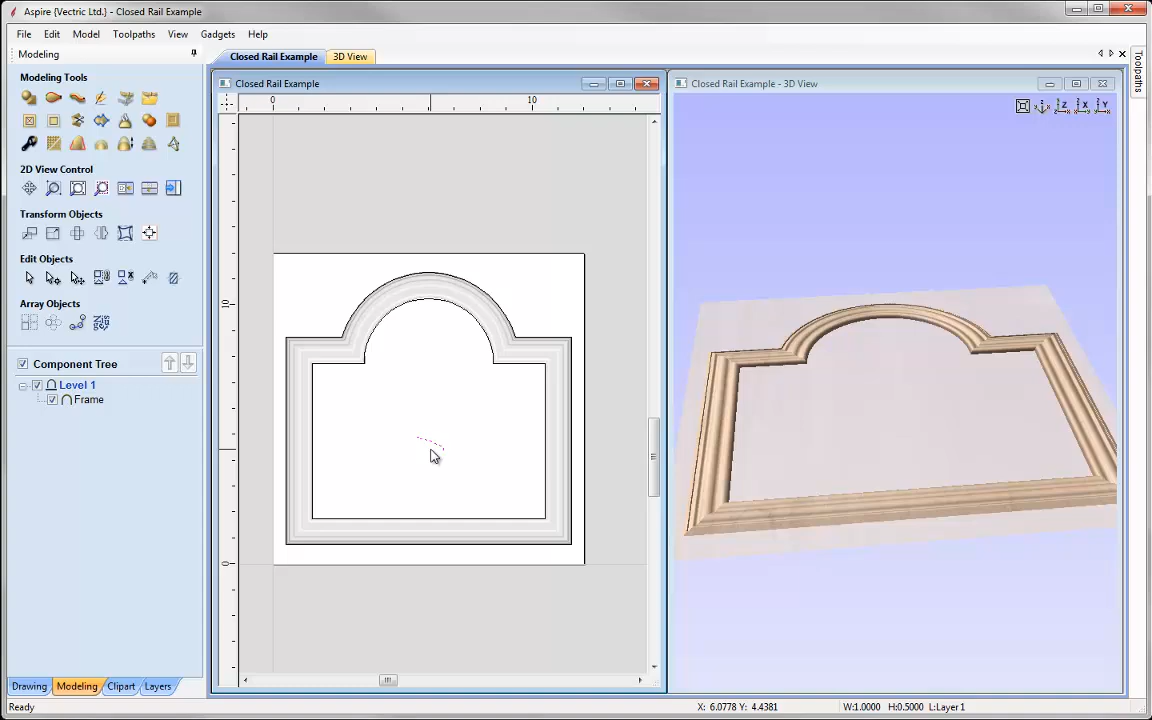 Aspire {Vectric Ltd.} - Closed Rail Example
File Edit Model Toolpaths View Gadgets Help
Modeling
Closed Rail Example 3D View
Toolpaths
Modeling Tools
2D View Control
Transform Objects
Edit Objects
Array Objects
Component Tree
Level 1
Frame
Closed Rail Example
0 10
10
0
Closed Rail Example - 3D View
Z X Y
Drawing Modeling Clipart Layers
Ready
X: 6.0778 Y: 4.4381 W:1.0000 H:0.5000 L:Layer 1